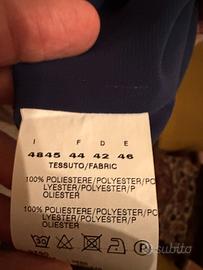 I F D E
4845 44 42 46
TESSUTO/FABRIC
100% POLIESTERE/POLYESTER/PO
LYESTER/POLYESTER/P
OLIESTER
100% POLIESTERE/POLYESTER/PO
LYESTER/POLYESTER/P
OLIESTER
subito